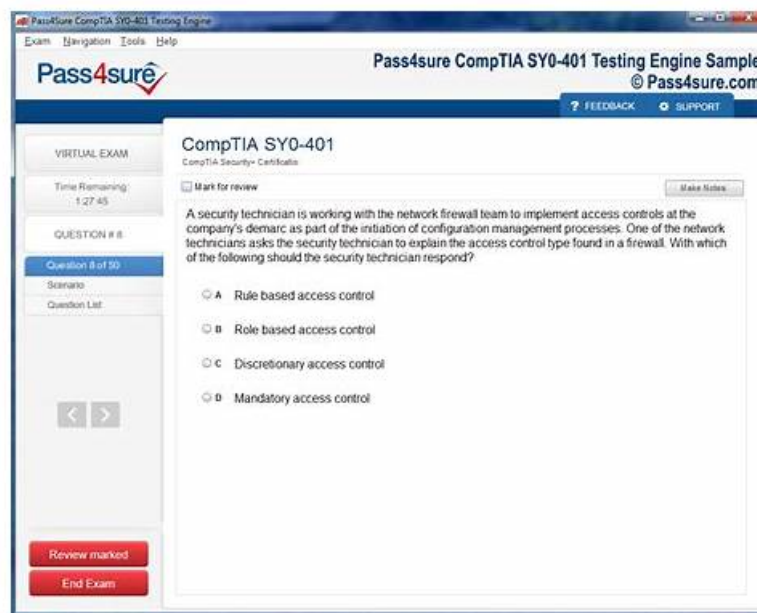 Pass4Sure CompTIA SY0-401 Testing Engine
Exam Navigation Tools Help
Pass4surê
Pass4sure CompTIA SY0-401 Testing Engine Sample
© Pass4sure.com
? FEEDBACK SUPPORT
VIRTUAL EXAM
Time Remaining:
1:27:45
QUESTION # 8
Question 8 of 50
Scenario
Question List
CompTIA SY0-401
CompTIA Security+ Certificatio
Mark for review
Make Notes
A security technician is working with the network firewall team to implement access controls at the
company's demarc as part of the initiation of configuration management processes. One of the network
technicians asks the security technician to explain the access control type found in a firewall. With which
of the following should the security technician respond?
A Rule based access control
B Role based access control
C Discretionary access control
D Mandatory access control
Review marked
End Exam